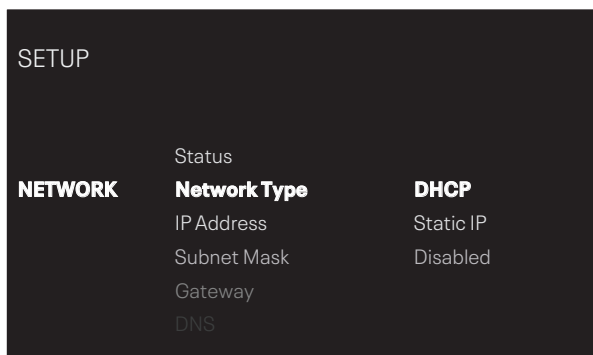 SETUP
Status
NETWORK Network Type DHCP
IP Address Static IP
Subnet Mask Disabled
Gateway
DNS